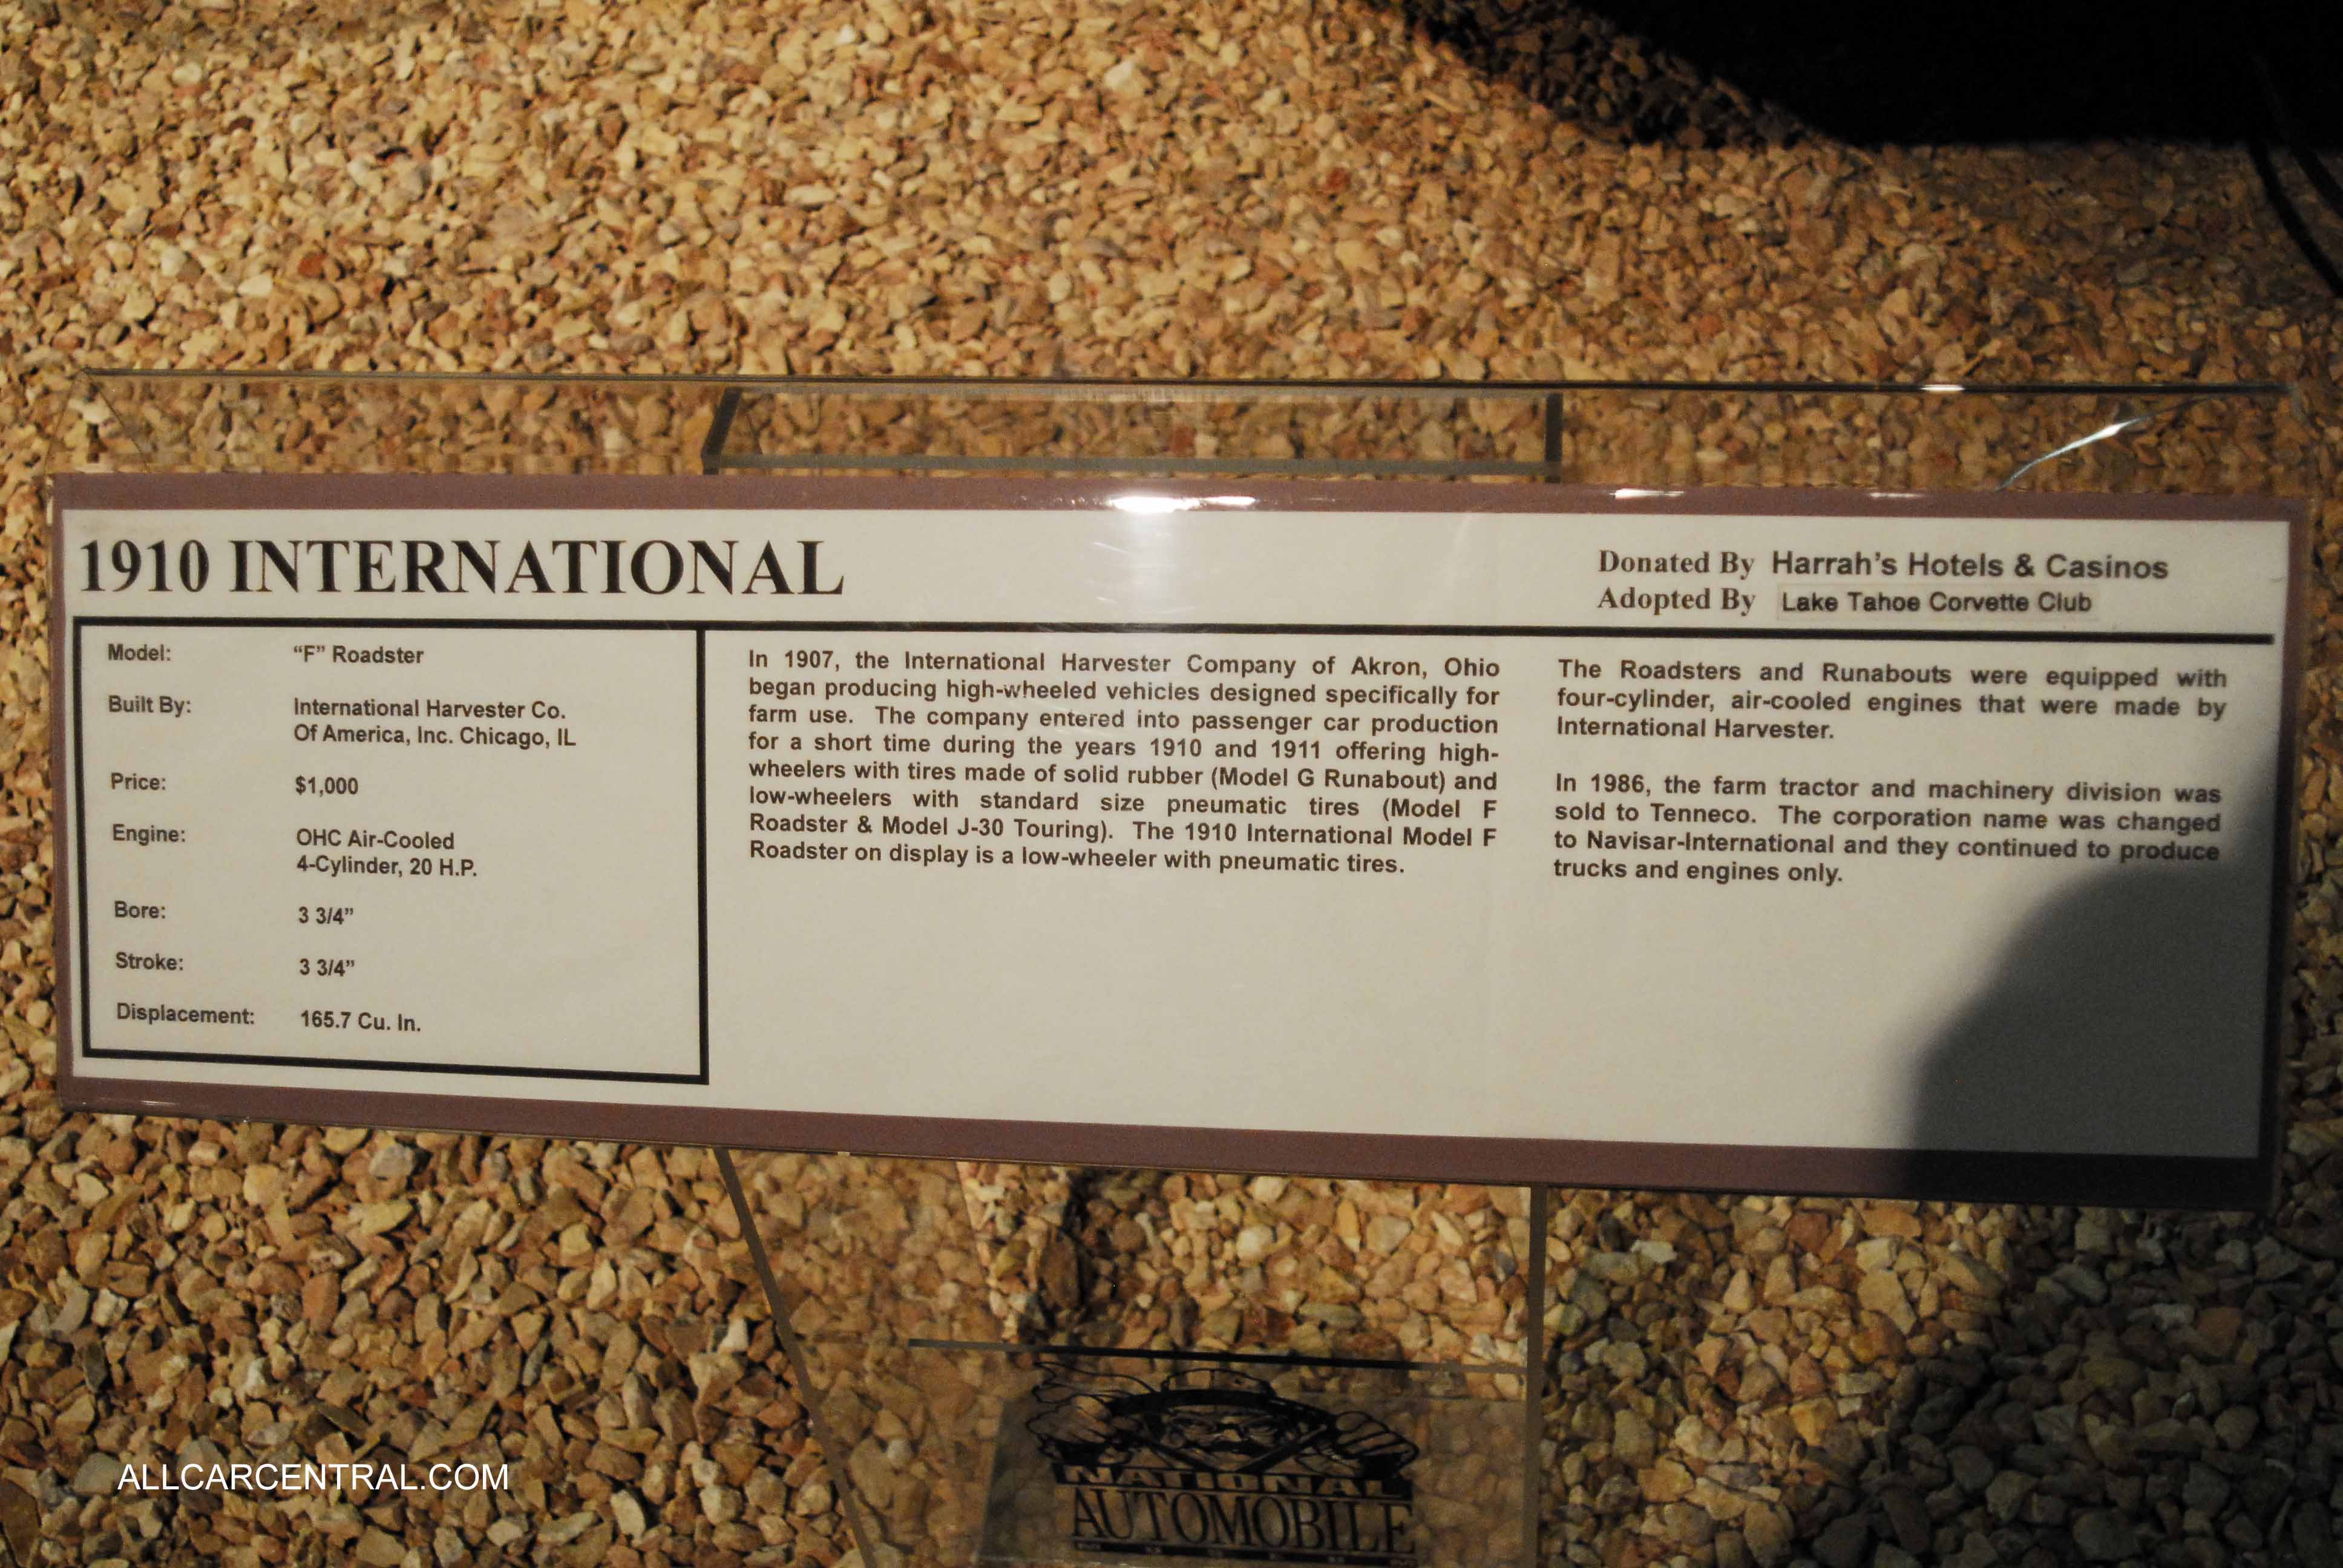 1910 INTERNATIONAL
Donated By Harrah's Hotels & Casinos
Adopted By Lake Tahoe Corvette Club
Model: “F” Roadster
Built By: International Harvester Co.
Of America, Inc. Chicago, IL
Price: $1,000
Engine: OHC Air-Cooled
4-Cylinder, 20 H.P.
Bore: 3 3/4”
Stroke: 3 3/4”
Displacement: 165.7 Cu. In.
In 1907, the International Harvester Company of Akron, Ohio
began producing high-wheeled vehicles designed specifically for
farm use. The company entered into passenger car production
for a short time during the years 1910 and 1911 offering high-
wheelers with tires made of solid rubber (Model G Runabout) and
low-wheelers with standard size pneumatic tires (Model F
Roadster & Model J-30 Touring). The 1910 International Model F
Roadster on display is a low-wheeler with pneumatic tires.
The Roadsters and Runabouts were equipped with
four-cylinder, air-cooled engines that were made by
International Harvester.
In 1986, the farm tractor and machinery division was
sold to Tenneco. The corporation name was changed
to Navisar-International and they continued to produce
trucks and engines only.
NATIONAL
AUTOMOBILE
MUSEUM
ALLCARCENTRAL.COM